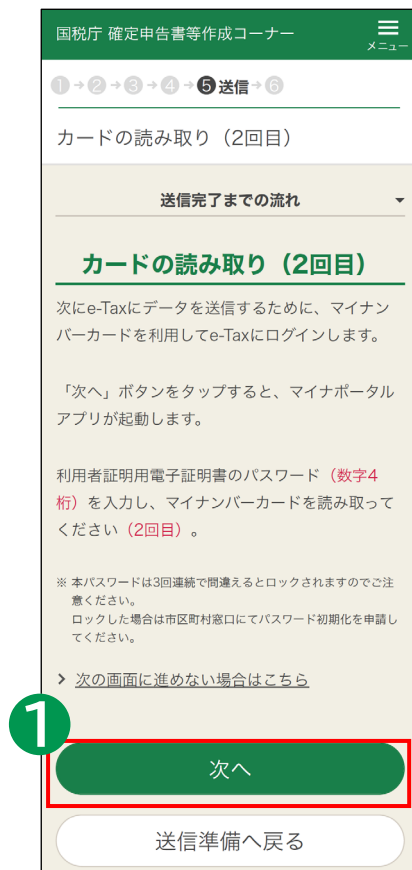 国税庁 確定申告書等作成コーナー
メニュー
1→2→3→4→5送信→6
カードの読み取り（2回目）
送信完了までの流れ
カードの読み取り（2回目）
次にe-Taxにデータを送信するために、マイナン
バーカードを利用してe-Taxにログインします。
「次へ」ボタンをタップすると、マイナポータル
アプリが起動します。
利用者証明用電子証明書のパスワード（数字4
桁）を入力し、マイナンバーカードを読み取って
ください（2回目）。
※ 本パスワードは3回連続で間違えるとロックされますのでご注
意ください。
ロックした場合は市区町村窓口にてパスワード初期化を申請し
てください。
次の画面に進めない場合はこちら
1
次へ
送信準備へ戻る